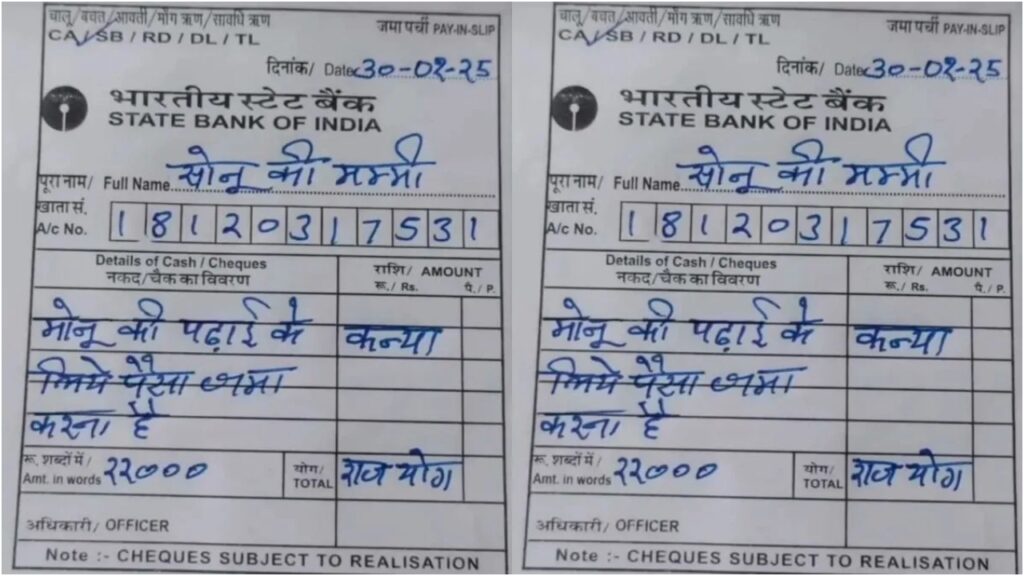 चालू/बचत/आवर्ती/माँग ऋण/सावधि ऋण
CA/SB / RD / DL / TL
जमा पर्ची PAY-IN-SLIP
दिनांक/ Date 30-02-25
भारतीय स्टेट बैंक
STATE BANK OF INDIA
पूरा नाम/ Full Name सोनू की मम्मी
खाता सं.
A/c No. 18120317531
Details of Cash / Cheques
नकद/चैक का विवरण
राशि/ AMOUNT
रू./ Rs. पै./ P.
मोनू की पढ़ाई के कन्या
लिये पैसा जमा
करना है
रू. शब्दों में/
Amt. in words २२०००
योग/
TOTAL राज योग
अधिकारी/ OFFICER
Note :- CHEQUES SUBJECT TO REALISATION
चालू/बचत/आवर्ती/माँग ऋण/सावधि ऋण
CA/SB / RD / DL / TL
जमा पर्ची PAY-IN-SLIP
दिनांक/ Date 30-02-25
भारतीय स्टेट बैंक
STATE BANK OF INDIA
पूरा नाम/ Full Name सोनू की मम्मी
खाता सं.
A/c No. 18120317531
Details of Cash / Cheques
नकद/चैक का विवरण
राशि/ AMOUNT
रू./ Rs. पै./ P.
मोनू की पढ़ाई के कन्या
लिये पैसा जमा
करना है
रू. शब्दों में/
Amt. in words २२०००
योग/
TOTAL राज योग
अधिकारी/ OFFICER
Note :- CHEQUES SUBJECT TO REALISATION